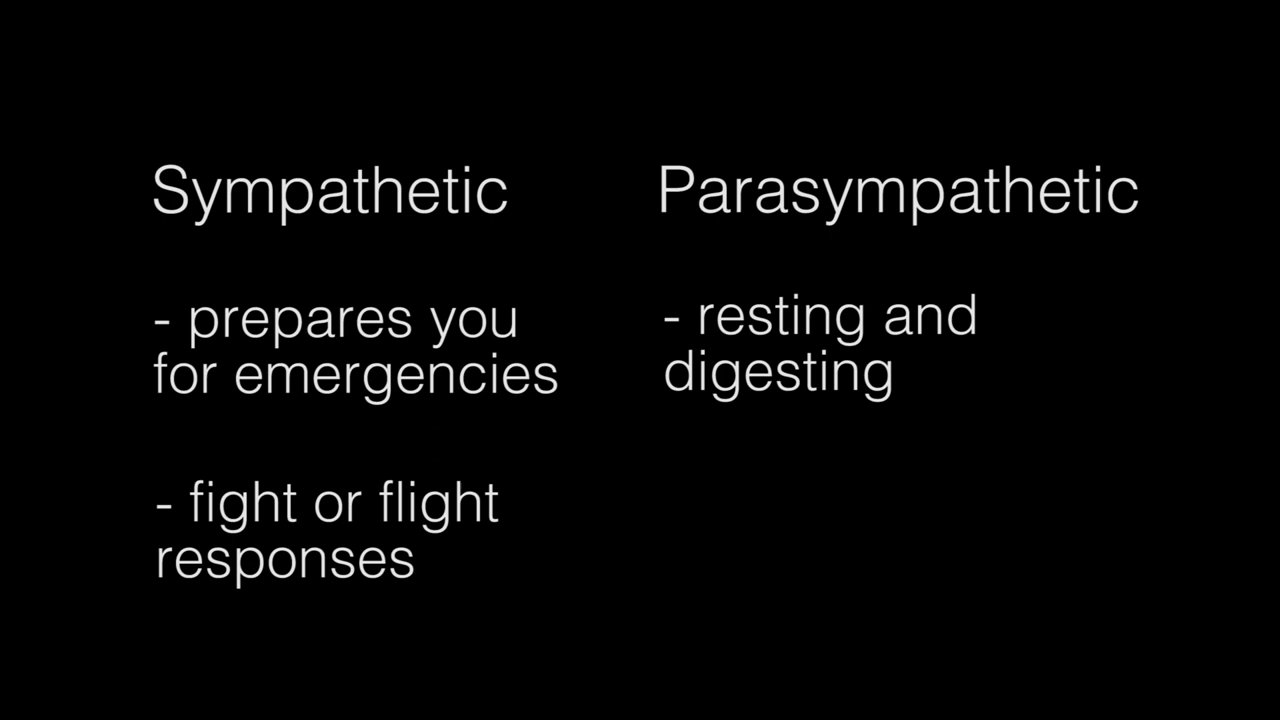 Sympathetic
- prepares you
for emergencies
- fight or flight
responses
Parasympathetic
- resting and
digesting